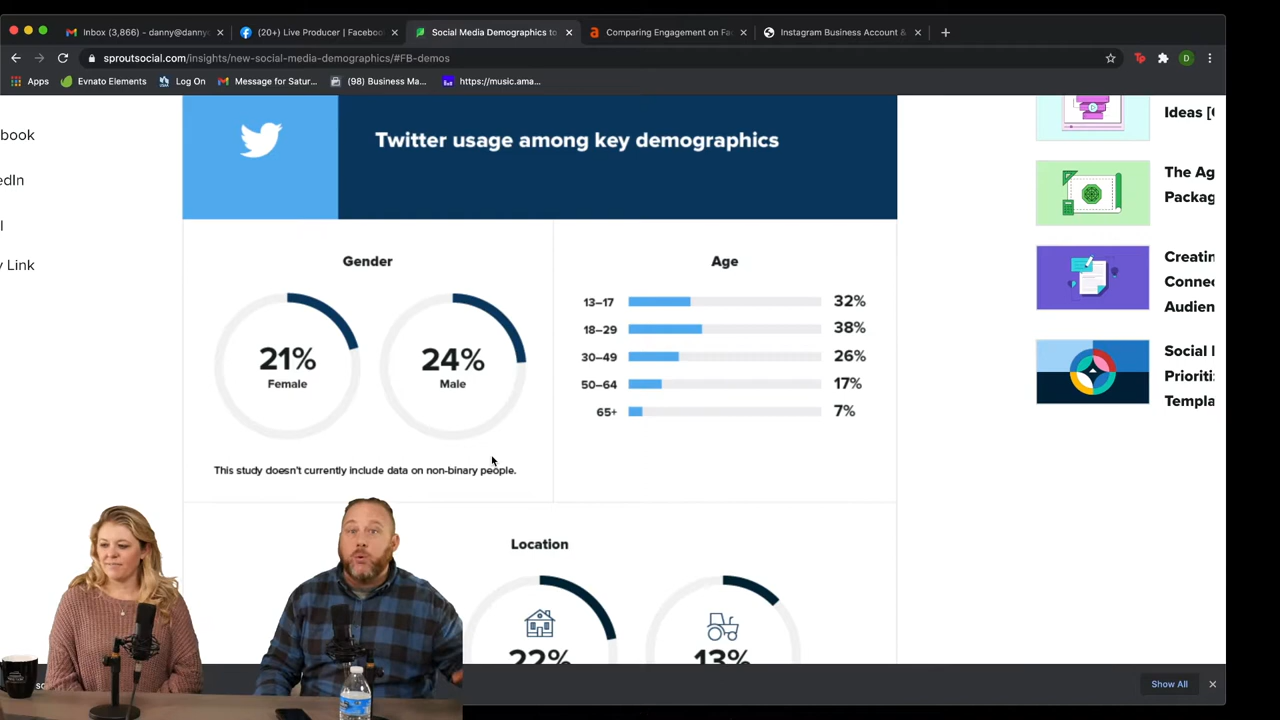 Inbox (3,866) - danny@danny
(20+) Live Producer | Faceboo
Social Media Demographics to
Comparing Engagement on Fa
Instagram Business Account &
sproutsocial.com/insights/new-social-media-demographics/#FB-demos
D
Apps
Envato Elements
Log On
Message for Satur...
(98) Business Ma...
https://music.ama...
book
edIn
l
y Link
Twitter usage among key demographics
Gender
21%
Female
24%
Male
This study doesn't currently include data on non-binary people.
Age
13–17 32%
18–29 38%
30–49 26%
50–64 17%
65+ 7%
Location
22%
13%
Ideas [
The Ag
Packag
Creatin
Connec
Audien
Social
Prioriti
Templa
Show All